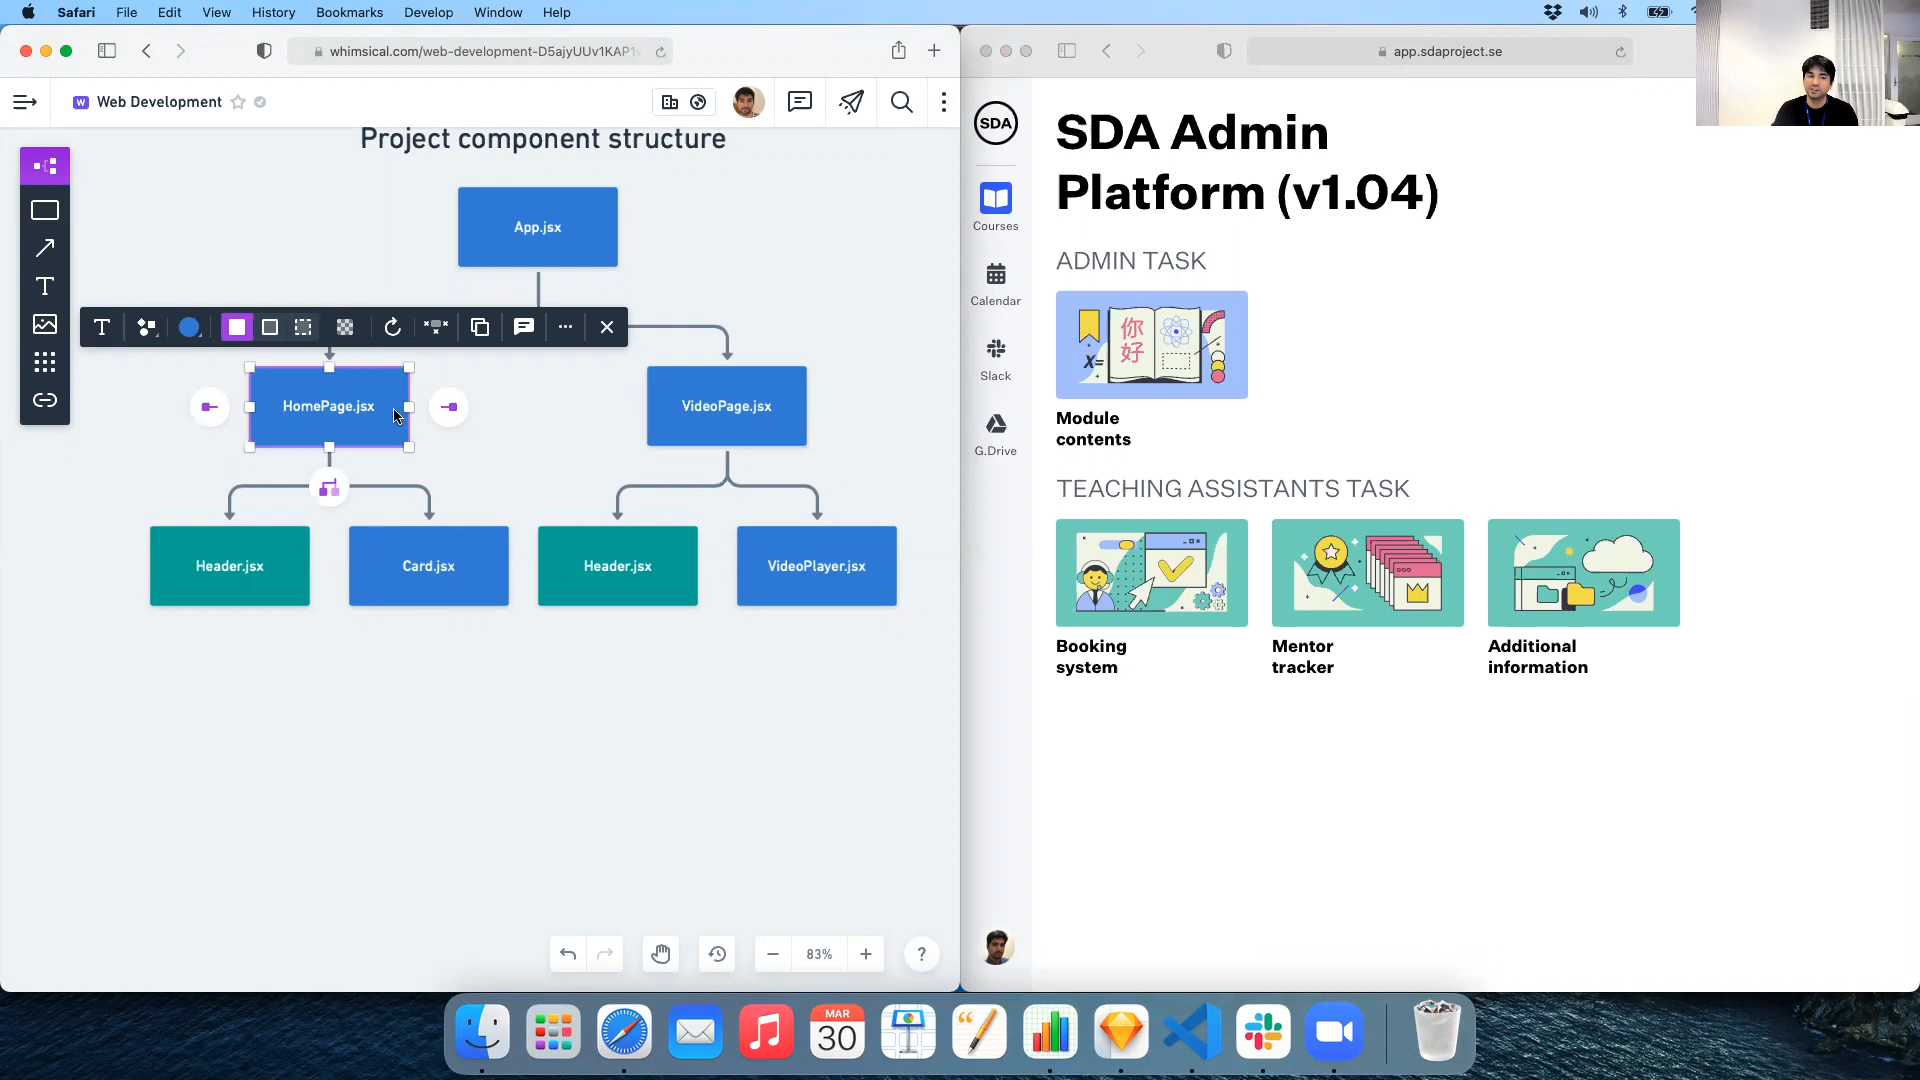 Safari File Edit View History Bookmarks Develop Window Help
whimsical.com/web-development-D5ajyUUv1KAP1
app.sdaproject.se
W Web Development
Project component structure
App.jsx
T
T
HomePage.jsx
VideoPage.jsx
Header.jsx
Card.jsx
Header.jsx
VideoPlayer.jsx
83%
?
SDA
Courses
Calendar
Slack
G.Drive
SDA Admin
Platform (v1.04)
ADMIN TASK
你
好
X=
Module
contents
TEACHING ASSISTANTS TASK
Booking
system
Mentor
tracker
Additional
information
MAR
30